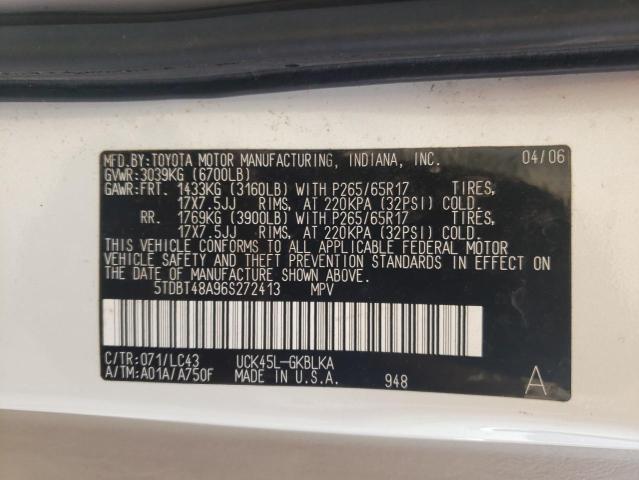 MFD.BY:TOYOTA MOTOR MANUFACTURING, INDIANA, INC. 04/06
GVWR:3039KG (6700LB)
GAWR:FRT. 1433KG (3160LB) WITH P265/65R17 TIRES,
17X7.5JJ RIMS, AT 220KPA (32PSI) COLD.
RR. 1769KG (3900LB) WITH P265/65R17 TIRES,
17X7.5JJ RIMS, AT 220KPA (32PSI) COLD.
THIS VEHICLE CONFORMS TO ALL APPLICABLE FEDERAL MOTOR
VEHICLE SAFETY AND THEFT PREVENTION STANDARDS IN EFFECT ON
THE DATE OF MANUFACTURE SHOWN ABOVE.
5TDBT48A96S272413 MPV
C/TR:071/LC43 UCK45L-GKBLKA
A/TM:A01A/A750F MADE IN U.S.A. 948 A